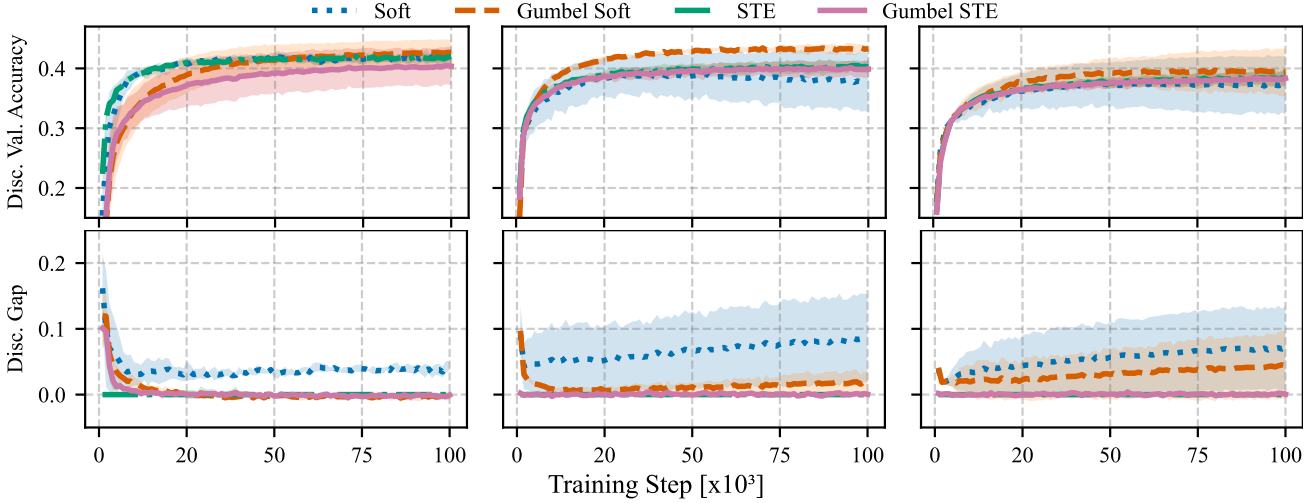 Soft Gumbel Soft STE Gumbel STE
Disc. Val. Accuracy
0.4
0.3
0.2
Disc. Gap
0.2
0.1
0.0
0 20 50 75 100
0 20 50 75 100
0 20 50 75 100
Training Step [x10³]